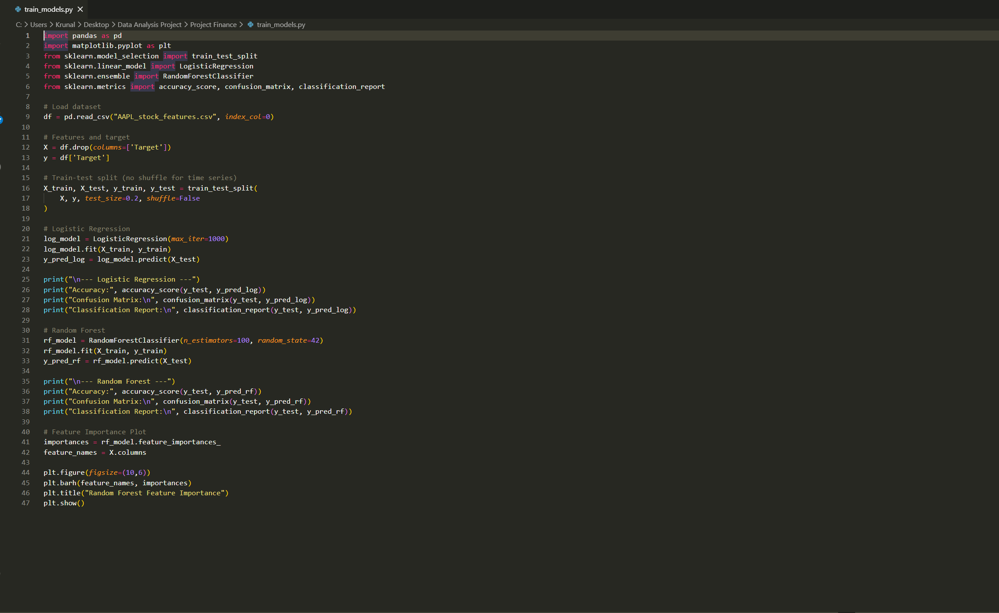 train_models.py
C: > Users > Krunal > Desktop > Data Analysis Project > Project Finance > train_models.py
1 import pandas as pd
2 import matplotlib.pyplot as plt
3 from sklearn.model_selection import train_test_split
4 from sklearn.linear_model import LogisticRegression
5 from sklearn.ensemble import RandomForestClassifier
6 from sklearn.metrics import accuracy_score, confusion_matrix, classification_report
7
8 # Load dataset
9 df = pd.read_csv("AAPL_stock_features.csv", index_col=0)
10
11 # Features and target
12 X = df.drop(columns=['Target'])
13 y = df['Target']
14
15 # Train-test split (no shuffle for time series)
16 X_train, X_test, y_train, y_test = train_test_split(
17     X, y, test_size=0.2, shuffle=False
18 )
19
20 # Logistic Regression
21 log_model = LogisticRegression(max_iter=1000)
22 log_model.fit(X_train, y_train)
23 y_pred_log = log_model.predict(X_test)
24
25 print("\n--- Logistic Regression ---")
26 print("Accuracy:", accuracy_score(y_test, y_pred_log))
27 print("Confusion Matrix:\n", confusion_matrix(y_test, y_pred_log))
28 print("Classification Report:\n", classification_report(y_test, y_pred_log))
29
30 # Random Forest
31 rf_model = RandomForestClassifier(n_estimators=100, random_state=42)
32 rf_model.fit(X_train, y_train)
33 y_pred_rf = rf_model.predict(X_test)
34
35 print("\n--- Random Forest ---")
36 print("Accuracy:", accuracy_score(y_test, y_pred_rf))
37 print("Confusion Matrix:\n", confusion_matrix(y_test, y_pred_rf))
38 print("Classification Report:\n", classification_report(y_test, y_pred_rf))
39
40 # Feature Importance Plot
41 importances = rf_model.feature_importances_
42 feature_names = X.columns
43
44 plt.figure(figsize=(10,6))
45 plt.barh(feature_names, importances)
46 plt.title("Random Forest Feature Importance")
47 plt.show()